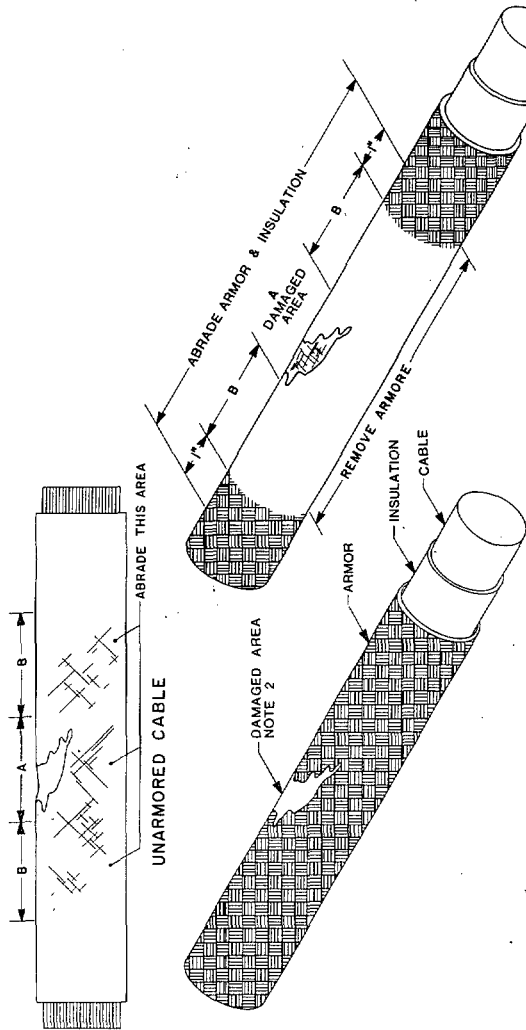 B
A
B
ABRADE THIS AREA
UNARMORED CABLE
DAMAGED AREA
NOTE 2
ARMOR
INSULATION
CABLE
ABRADE ARMOR & INSULATION
1"
B
A
DAMAGED
AREA
B
1"
REMOVE ARMORE